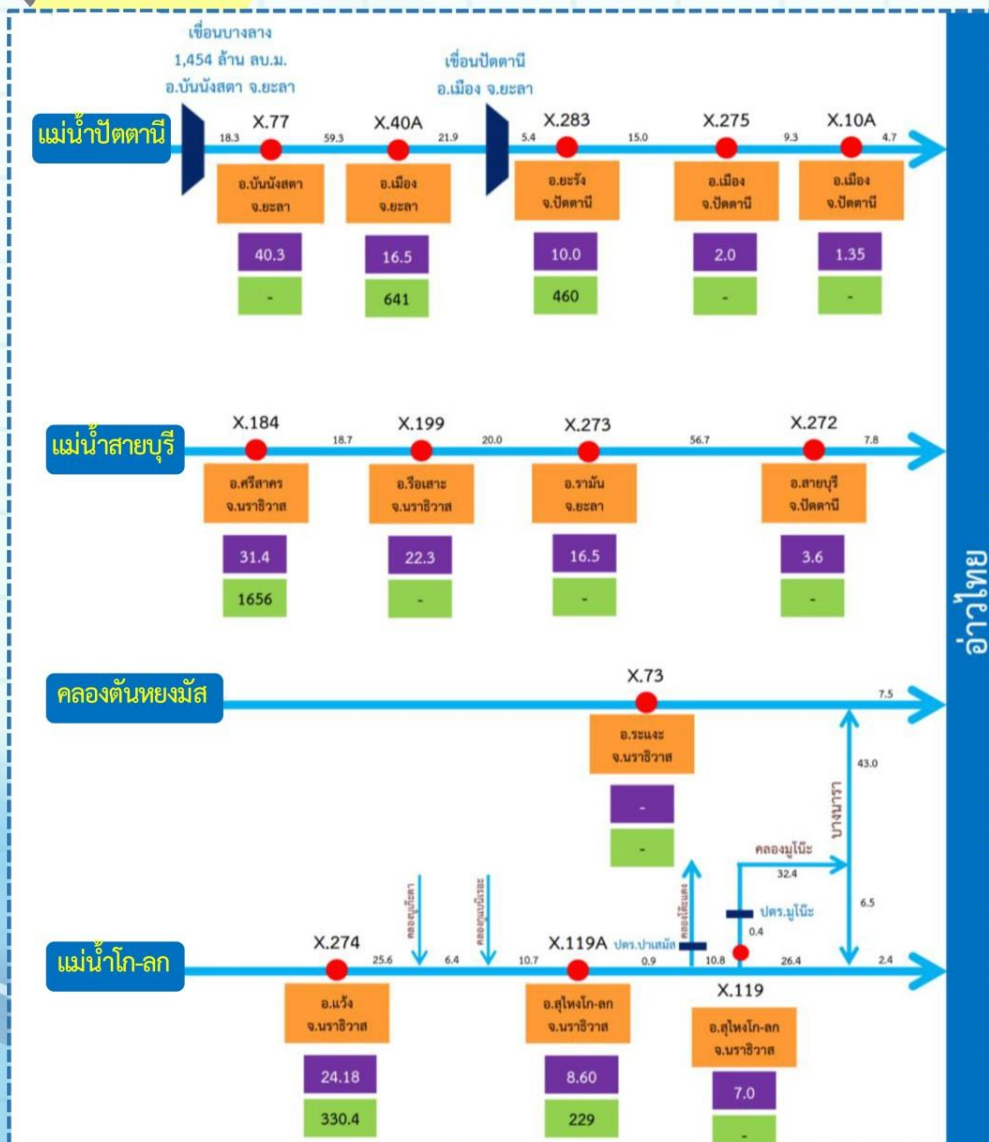 เขื่อนบางลาง
1,454 ล้าน ลบ.ม.
อ.บันนังสตา จ.ยะลา
เขื่อนปัตตานี
อ.เมือง จ.ยะลา
แม่น้ำปัตตานี
18.3
X.77
59.3
X.40A
21.9
5.4
X.283
15.0
X.275
9.3
X.10A
4.7
อ.บันนังสตา
จ.ยะลา
อ.เมือง
จ.ยะลา
อ.ยะรัง
จ.ปัตตานี
อ.เมือง
จ.ปัตตานี
อ.เมือง
จ.ปัตตานี
40.3
16.5
10.0
2.0
1.35
-
641
460
-
-
แม่น้ำสายบุรี
X.184
18.7
X.199
20.0
X.273
56.7
X.272
7.8
อ.ศรีสาคร
จ.นราธิวาส
อ.รือเสาะ
จ.นราธิวาส
อ.รามัน
จ.ยะลา
อ.สายบุรี
จ.ปัตตานี
31.4
22.3
16.5
3.6
1656
-
-
-
อ่าวไทย
คลองตันหยงมัส
X.73
7.5
อ.ระแงะ
จ.นราธิวาส
-
-
43.0
บางนารา
คลองมูโน๊ะ
32.4
6.5
ปตร.มูโน๊ะ
0.4
คลองโต๊ะแดง
ปตร.ปาเสมัส
แม่น้ำโก-ลก
X.274
25.6
6.4
10.7
X.119A
0.9
10.8
26.4
2.4
X.119
อ.แว้ง
จ.นราธิวาส
อ.สุไหงโก-ลก
จ.นราธิวาส
อ.สุไหงโก-ลก
จ.นราธิวาส
24.18
8.60
7.0
330.4
229
-